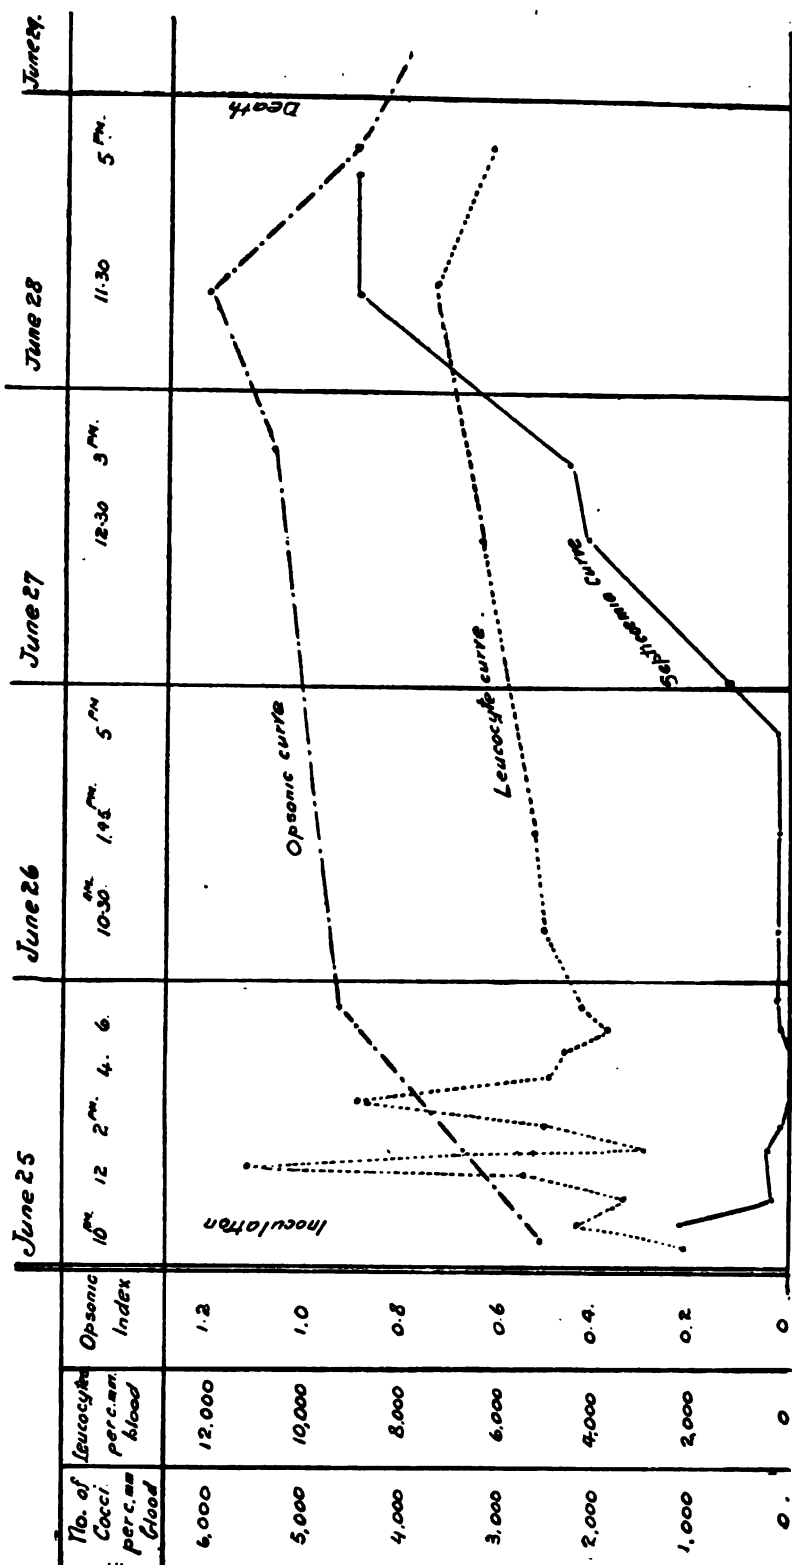 June 25
June 26
June 27
June 28
June 29.
No. of
Cocci.
per c.mm
blood
Leucocytes
per c.mm.
blood
Opsonic
Index
10 AM.
12
2 PM.
4.
6.
10.30. AM.
1.45 PM.
5 PM
12.30
3 PM.
11.30
5 PM.
6,000 12.000 1.2
5,000 10,000 1.0
4,000 8.000 0.8
3,000 6,000 0.6
2,000 4.000 0.4.
1,000 2,000 0.2
0. 0 0
Inoculation
Death
Opsonic curve
Leucocyte curve.
Septicæmia curve